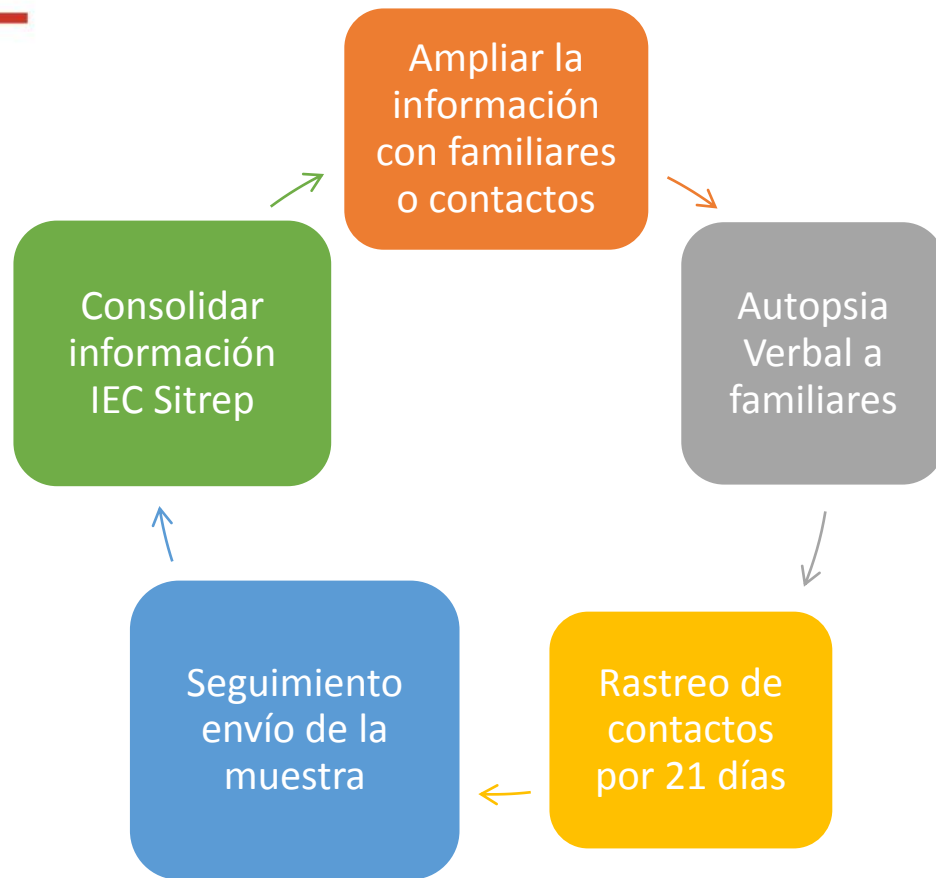 Ampliar la
información
con familiares
o contactos
Autopsia
Verbal a
familiares
Rastreo de
contactos
por 21 días
Seguimiento
envío de la
muestra
Consolidar
información
IEC Sitrep